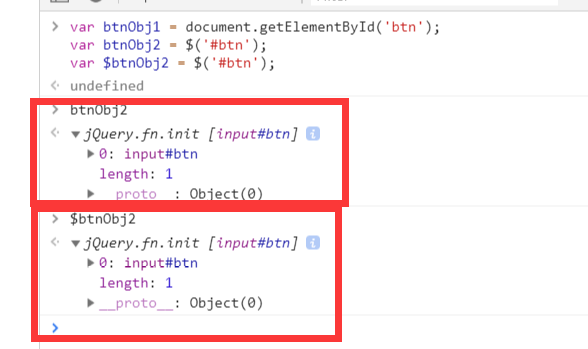 > var btnObj1 = document.getElementById('btn');
var btnObj2 = $('#btn');
var $btnObj2 = $('#btn');
undefined
> btnObj2
▼ jQuery.fn.init [input#btn] i
▶ 0: input#btn
length: 1
▶ __proto__: Object(0)
> $btnObj2
▼ jQuery.fn.init [input#btn] i
▶ 0: input#btn
length: 1
▶ __proto__: Object(0)
>